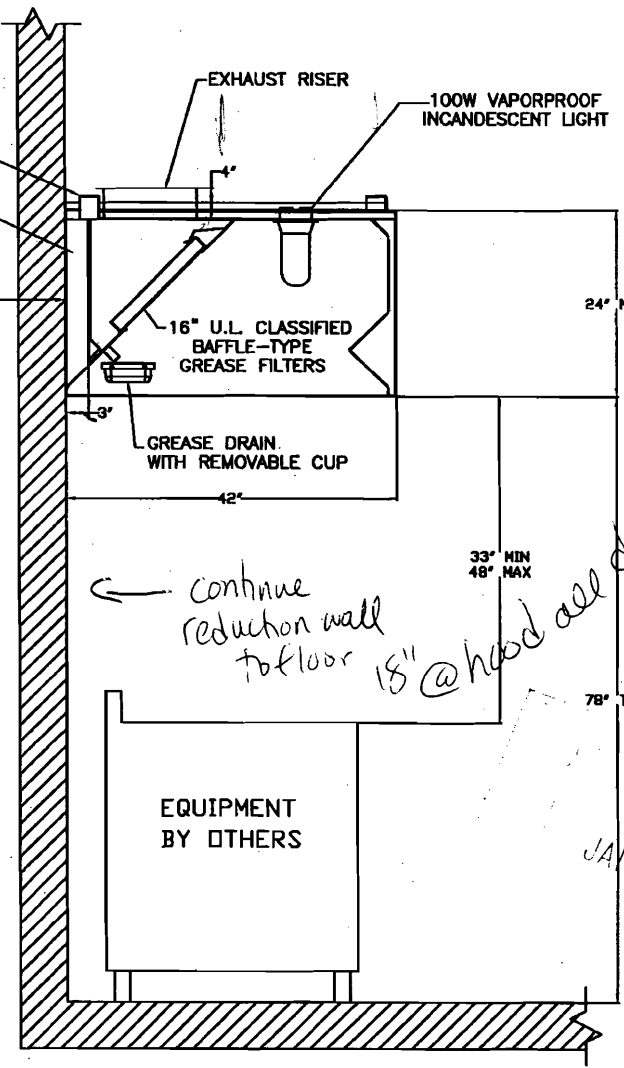 EXHAUST RISER
100W VAPORPROOF
INCANDESCENT LIGHT
4"
24"
16" U.L. CLASSIFIED
BAFFLE-TYPE
GREASE FILTERS
3"
GREASE DRAIN
WITH REMOVABLE CUP
42"
33" MIN
48" MAX
continue
reduction wall
to floor
18" @ hood all
78"
EQUIPMENT
BY OTHERS